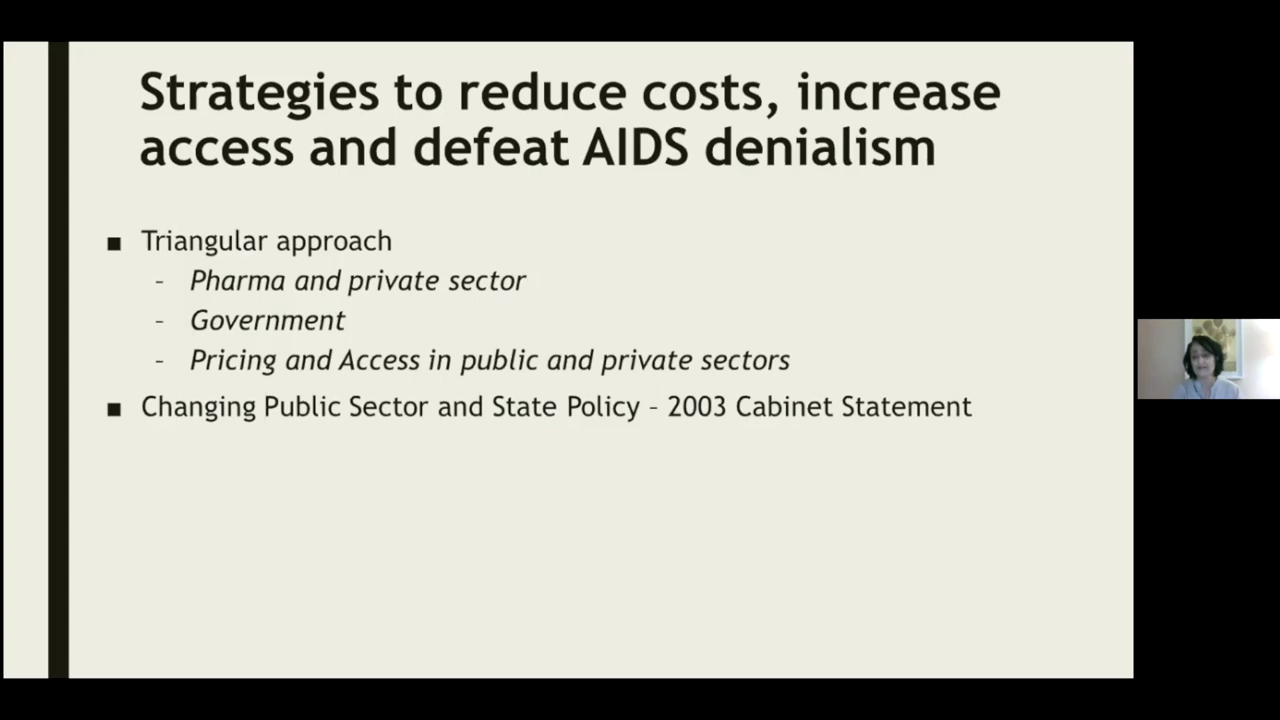 Strategies to reduce costs, increase
access and defeat AIDS denialism
■ Triangular approach
– Pharma and private sector
– Government
– Pricing and Access in public and private sectors
■ Changing Public Sector and State Policy – 2003 Cabinet Statement